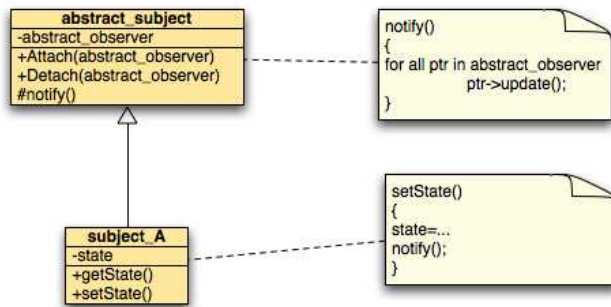 abstract_subject
-abstract_observer
+Attach(abstract_observer)
+Detach(abstract_observer)
#notify()
notify()
{
for all ptr in abstract_observer
ptr->update();
}
subject_A
-state
+getState()
+setState()
setState()
{
state=...
notify();
}